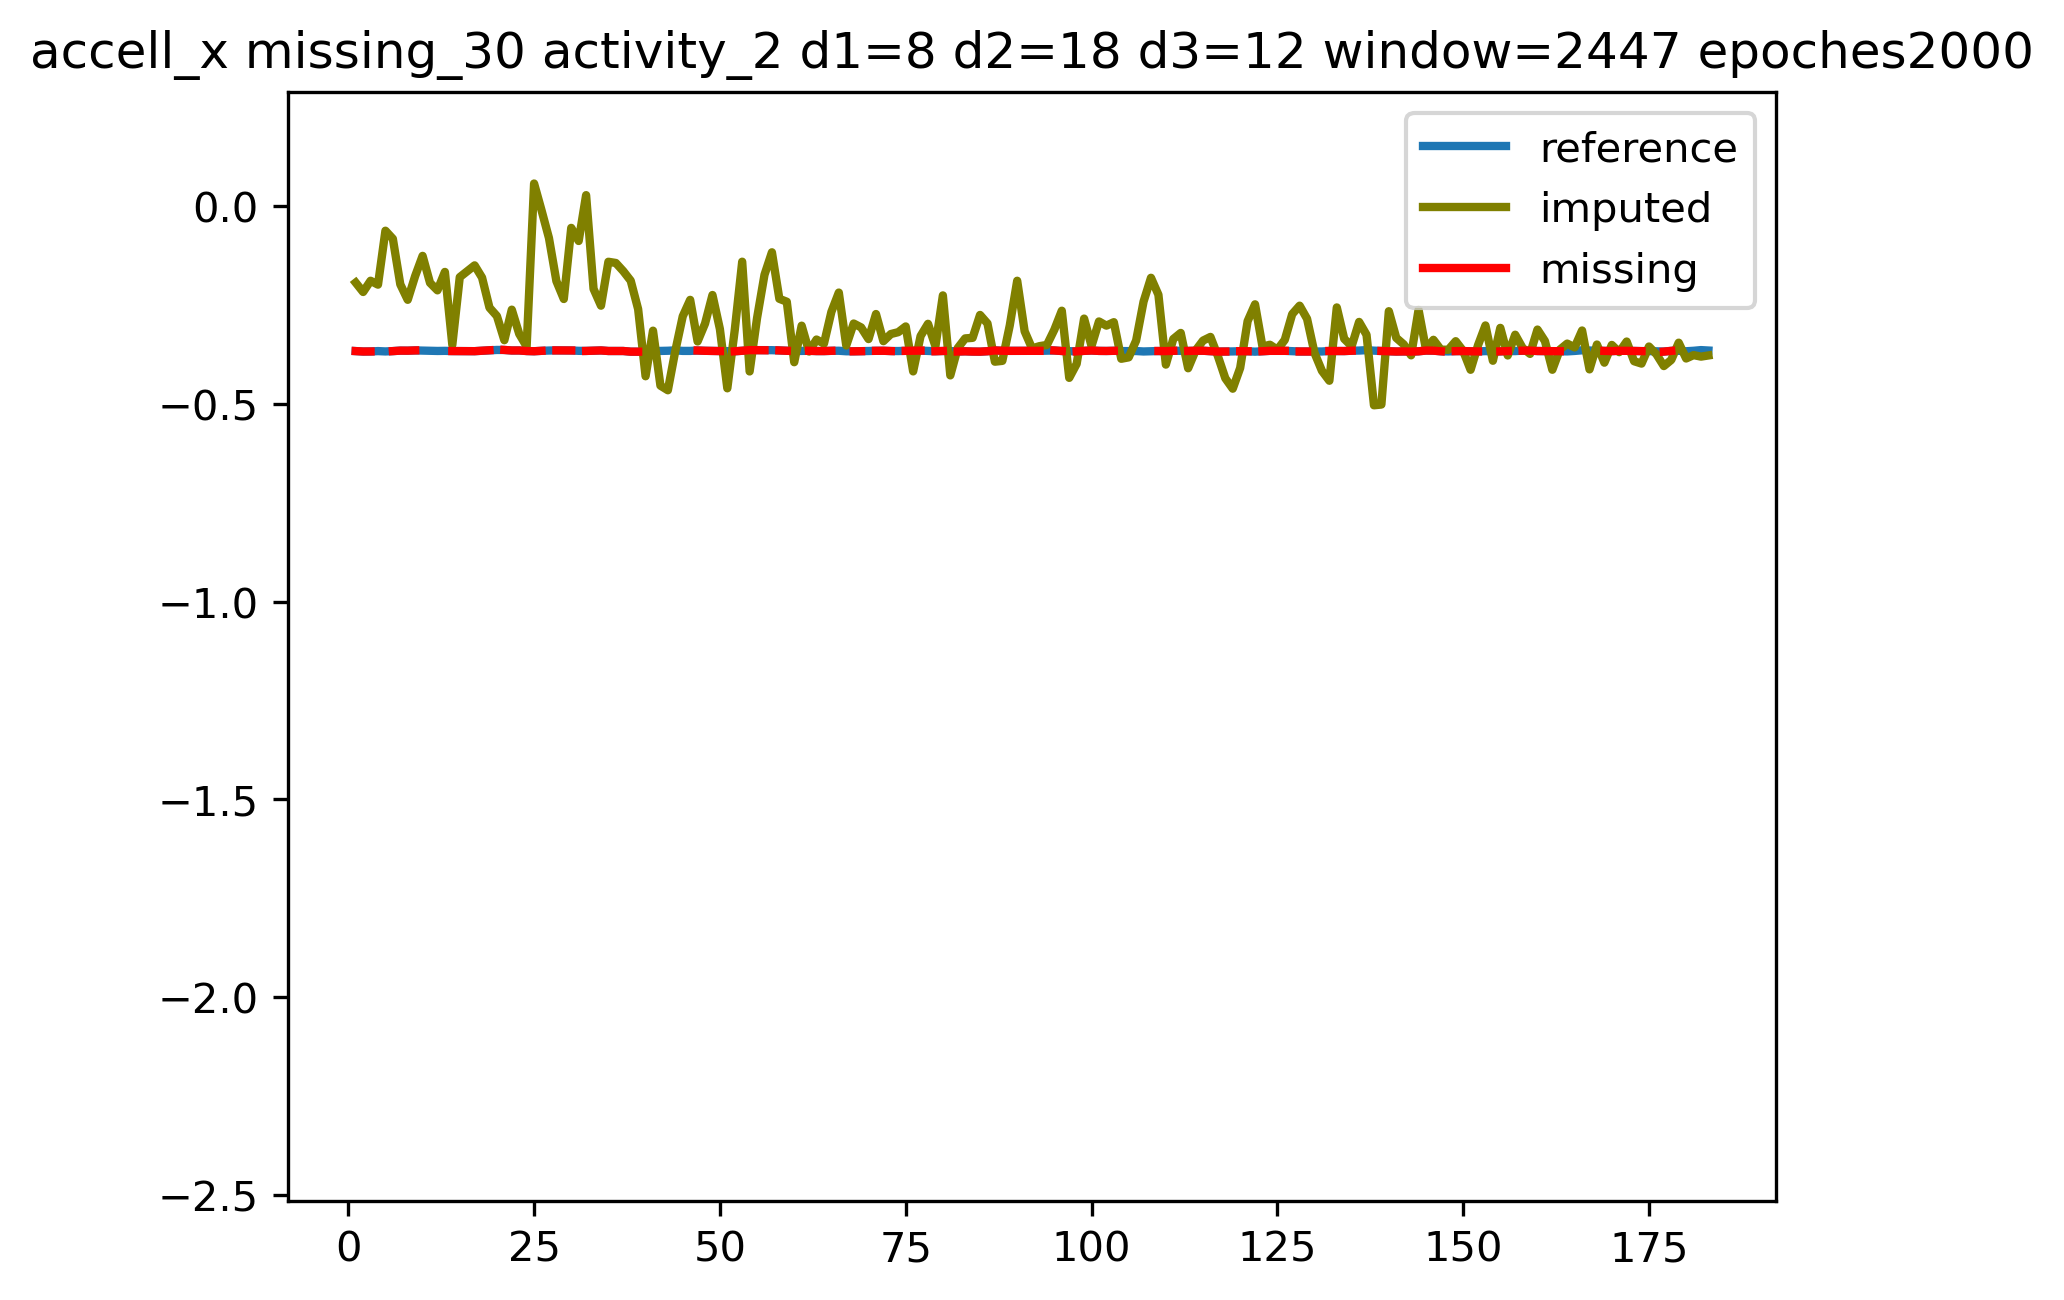 accell_x missing_30 activity_2 d1=8 d2=18 d3=12 window=2447 epoches2000
reference
imputed
missing
0.0
−0.5
−1.0
−1.5
−2.0
−2.5
0 25 50 75 100 125 150 175